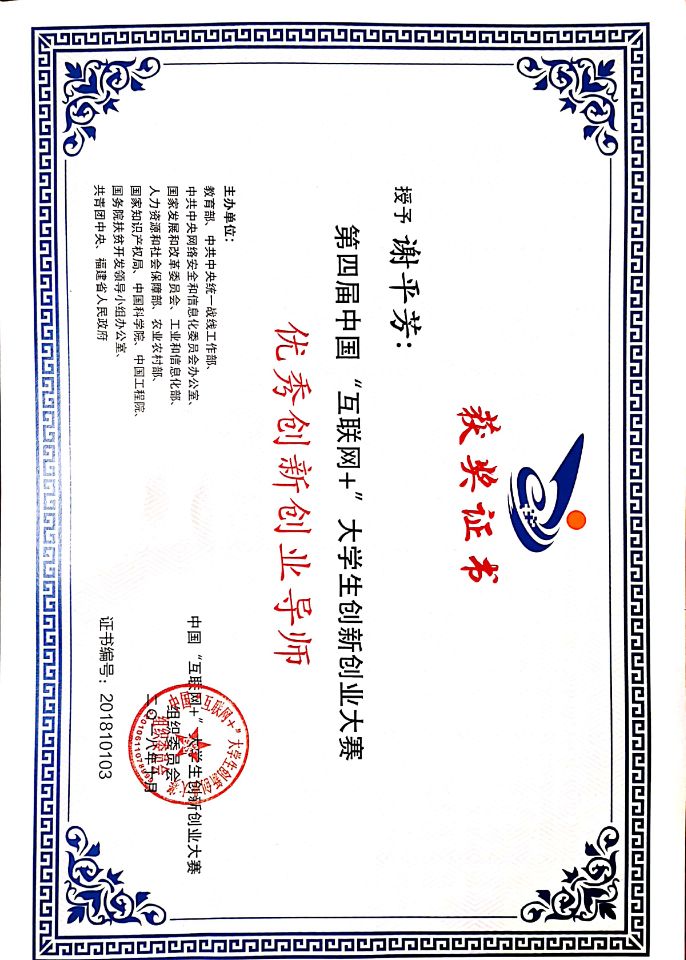 获奖证书
授予 谢平芳:
第四届中国“互联网+”大学生创新创业大赛
优秀创新创业导师
主办单位:
教育部、中共中央统一战线工作部、
中共中央网络安全和信息化委员会办公室、
国家发展和改革委员会、工业和信息化部、
人力资源和社会保障部、农业农村部、
国家知识产权局、中国科学院、中国工程院、
国务院扶贫开发领导小组办公室、
共青团中央、福建省人民政府
中国“互联网+”大学生创新创业大赛
组织委员会
二〇一八年十月
中国“互联网+”大学生创新创业大赛
组织委员会
证书编号: 201810103